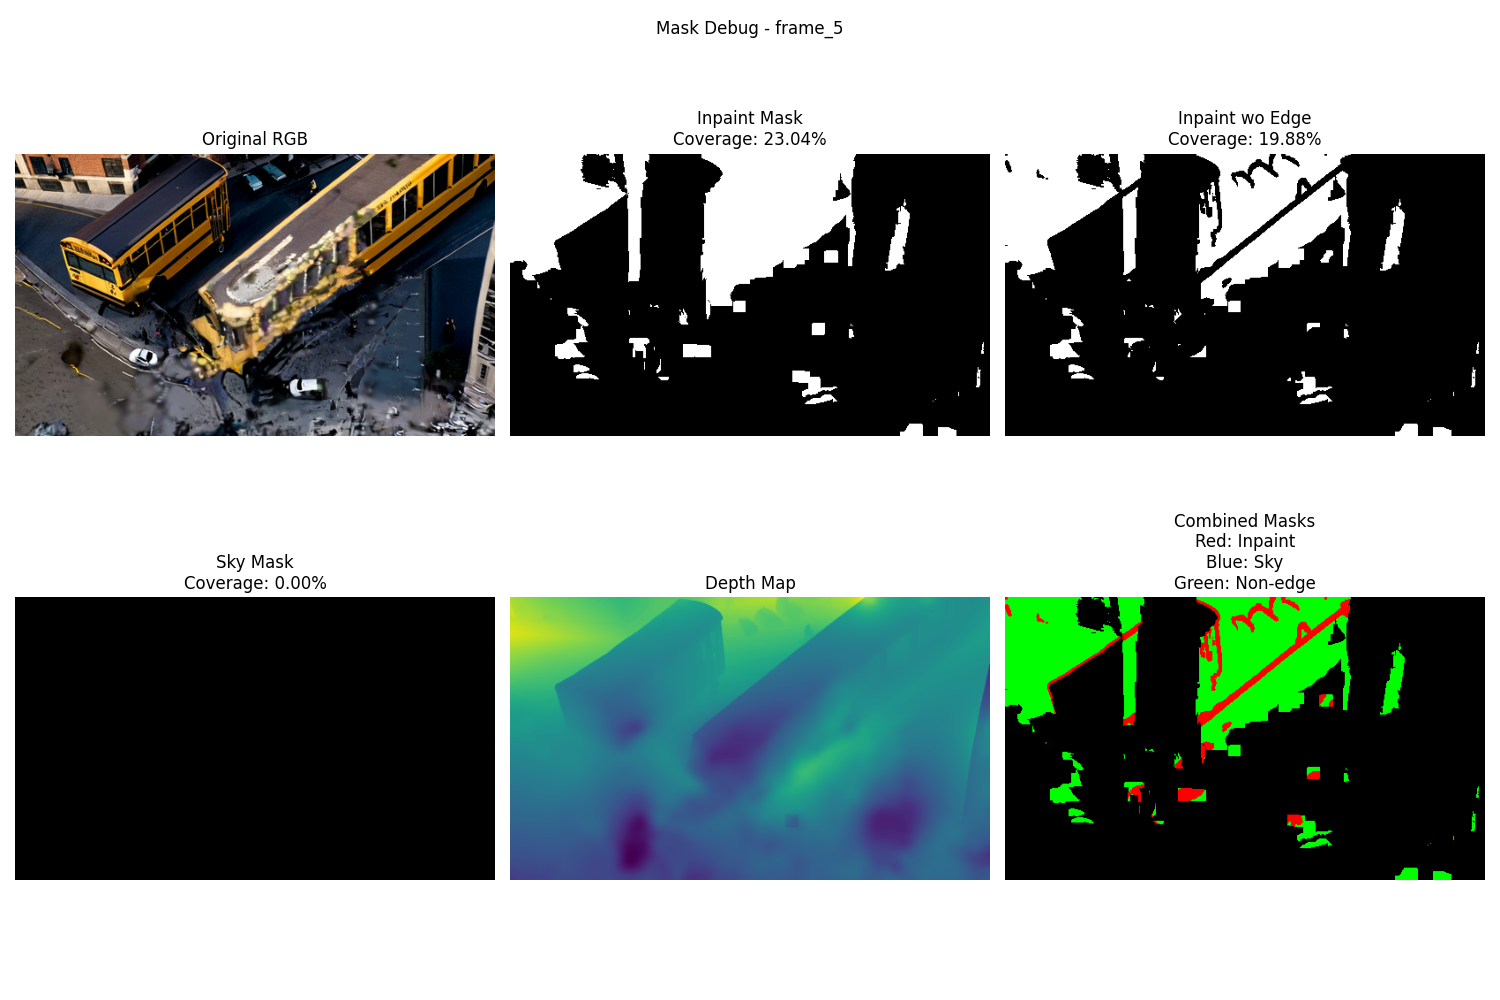 Mask Debug - frame_5
Original RGB
Inpaint Mask
Coverage: 23.04%
Inpaint wo Edge
Coverage: 19.88%
Sky Mask
Coverage: 0.00%
Depth Map
Combined Masks
Red: Inpaint
Blue: Sky
Green: Non-edge